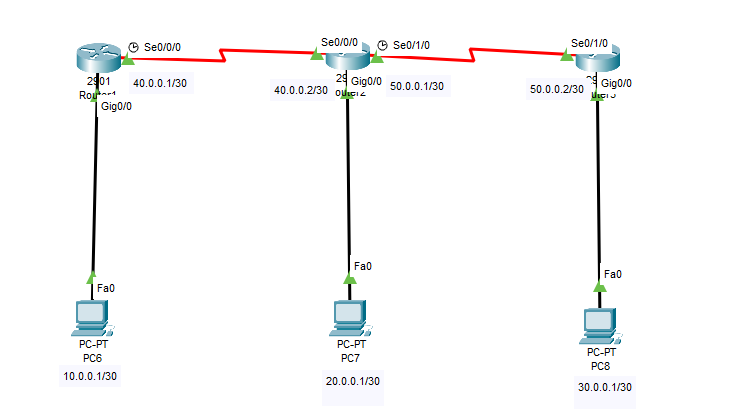 Se0/0/0
Se0/0/0
Se0/1/0
Se0/1/0
2901
40.0.0.1/30
Gig0/0
40.0.0.2/30
Gig0/0
50.0.0.1/30
50.0.0.2/30
Gig0/0
Fa0
Fa0
Fa0
PC-PT
PC6
10.0.0.1/30
PC-PT
PC7
20.0.0.1/30
PC-PT
PC8
30.0.0.1/30